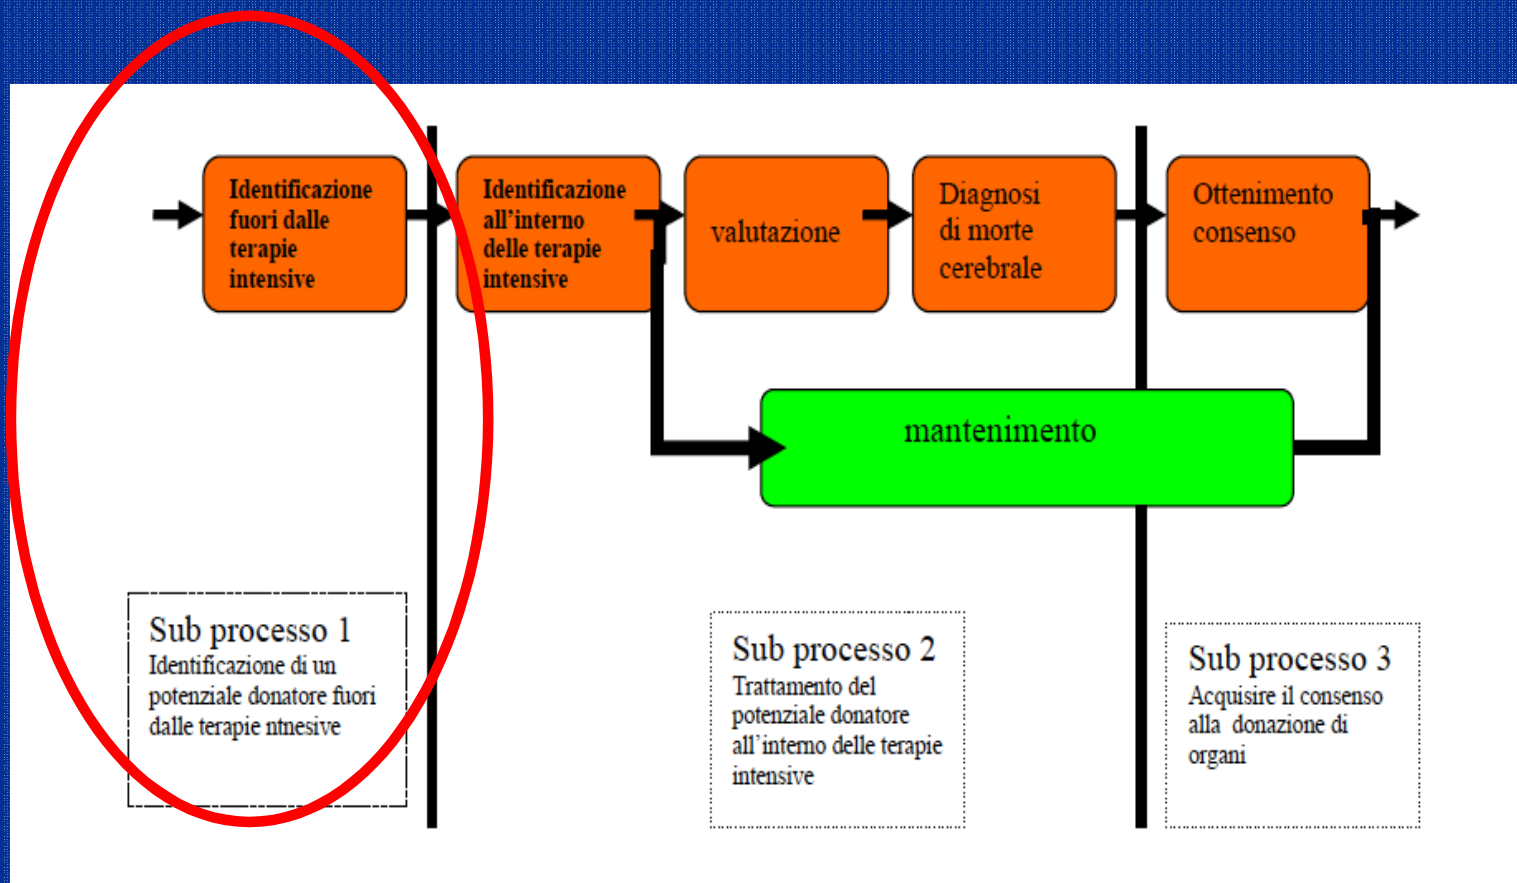 Identificazione
fuori dalle
terapie
intensive
Identificazione
all'interno
delle terapie
intensive
valutazione
Diagnosi
di morte
cerebrale
Ottenimento
consenso
mantenimento
Sub processo 1
Identificazione di un
potenziale donatore fuori
dalle terapie ntnesive
Sub processo 2
Trattamento del
potenziale donatore
all'interno delle terapie
intensive
Sub processo 3
Acquisire il consenso
alla donazione di
organi